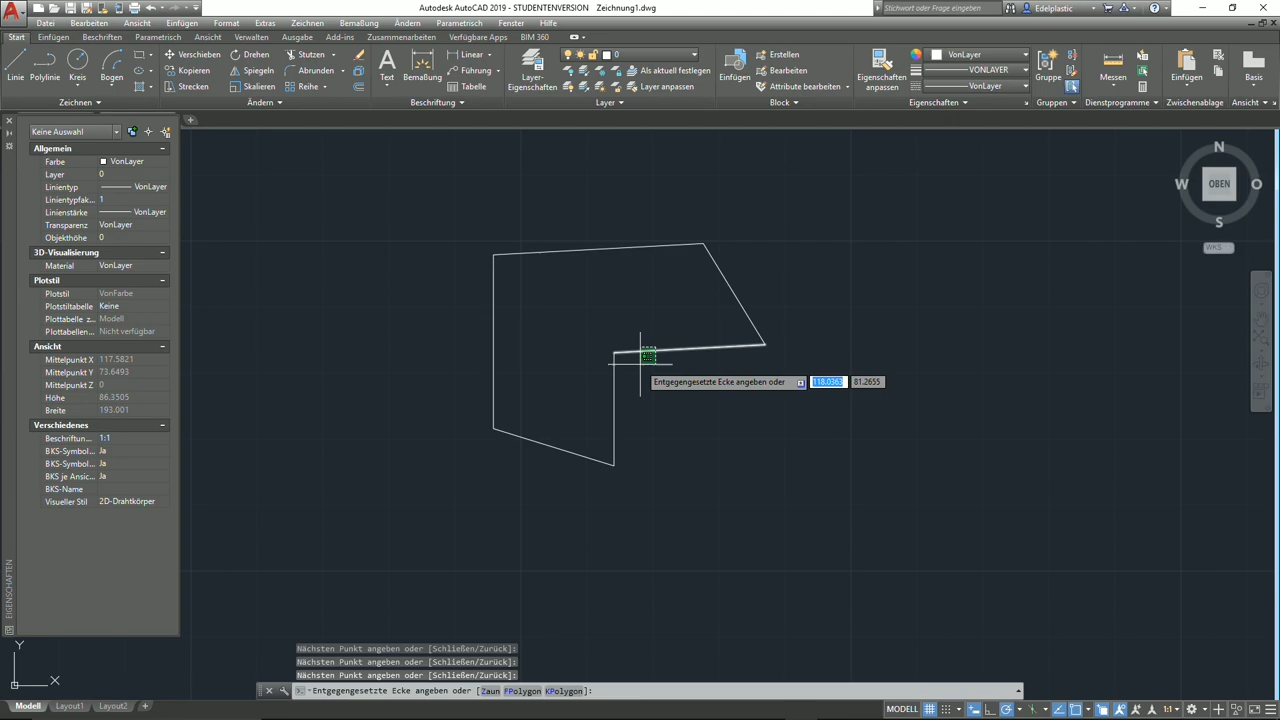 Autodesk AutoCAD 2019 - STUDENTENVERSION Zeichnung1.dwg
Stichwort oder Frage eingeben
Edelplastic
Datei Bearbeiten Ansicht Einfügen Format Extras Zeichnen Bemaßung Ändern Parametrisch Fenster Hilfe
Start Einfügen Beschriften Parametrisch Ansicht Verwalten Ausgabe Add-ins Zusammenarbeiten Verfügbare Apps BIM 360
Linie Polylinie Kreis Bogen
Verschieben Drehen Stutzen
Kopieren Spiegeln Abrunden
Strecken Skalieren Reihe
Text Bemaßung
Linear
Führung
Tabelle
Layer-
Eigenschaften
0
Als aktuell festlegen
Layer anpassen
Einfügen
Erstellen
Bearbeiten
Attribute bearbeiten
Eigenschaften
anpassen
VonLayer
VONLAYER
VonLayer
Gruppe
Messen
Einfügen
Basis
Zeichnen Ändern Beschriftung Layer Block Eigenschaften Gruppen Dienstprogramme Zwischenablage Ansicht
Keine Auswahl
Allgemein
Farbe VonLayer
Layer 0
Linientyp VonLayer
Linientypfak... 1
Linienstärke VonLayer
Transparenz VonLayer
Objekthöhe 0
3D-Visualisierung
Material VonLayer
Plotstil
Plotstil VonFarbe
Plotstiltabelle Keine
Plottabelle z... Modell
Plottabellen... Nicht verfügbar
Ansicht
Mittelpunkt X 117.5821
Mittelpunkt Y 73.6493
Mittelpunkt Z 0
Höhe 86.3505
Breite 193.001
Verschiedenes
Beschriftun... 1:1
BKS-Symbol... Ja
BKS-Symbol... Ja
BKS je Ansic... Ja
BKS-Name
Visueller Stil 2D-Drahtkörper
EIGENSCHAFTEN
N
W OBEN O
S
WKS
Entgegengesetzte Ecke angeben oder 118.0363 81.2655
Y
X
Nächsten Punkt angeben oder [Schließen/Zurück]:
Nächsten Punkt angeben oder [Schließen/Zurück]:
Nächsten Punkt angeben oder [Schließen/Zurück]:
Entgegengesetzte Ecke angeben oder [Zaun FPolygon KPolygon]:
Modell Layout1 Layout2 +
MODELL 1:1